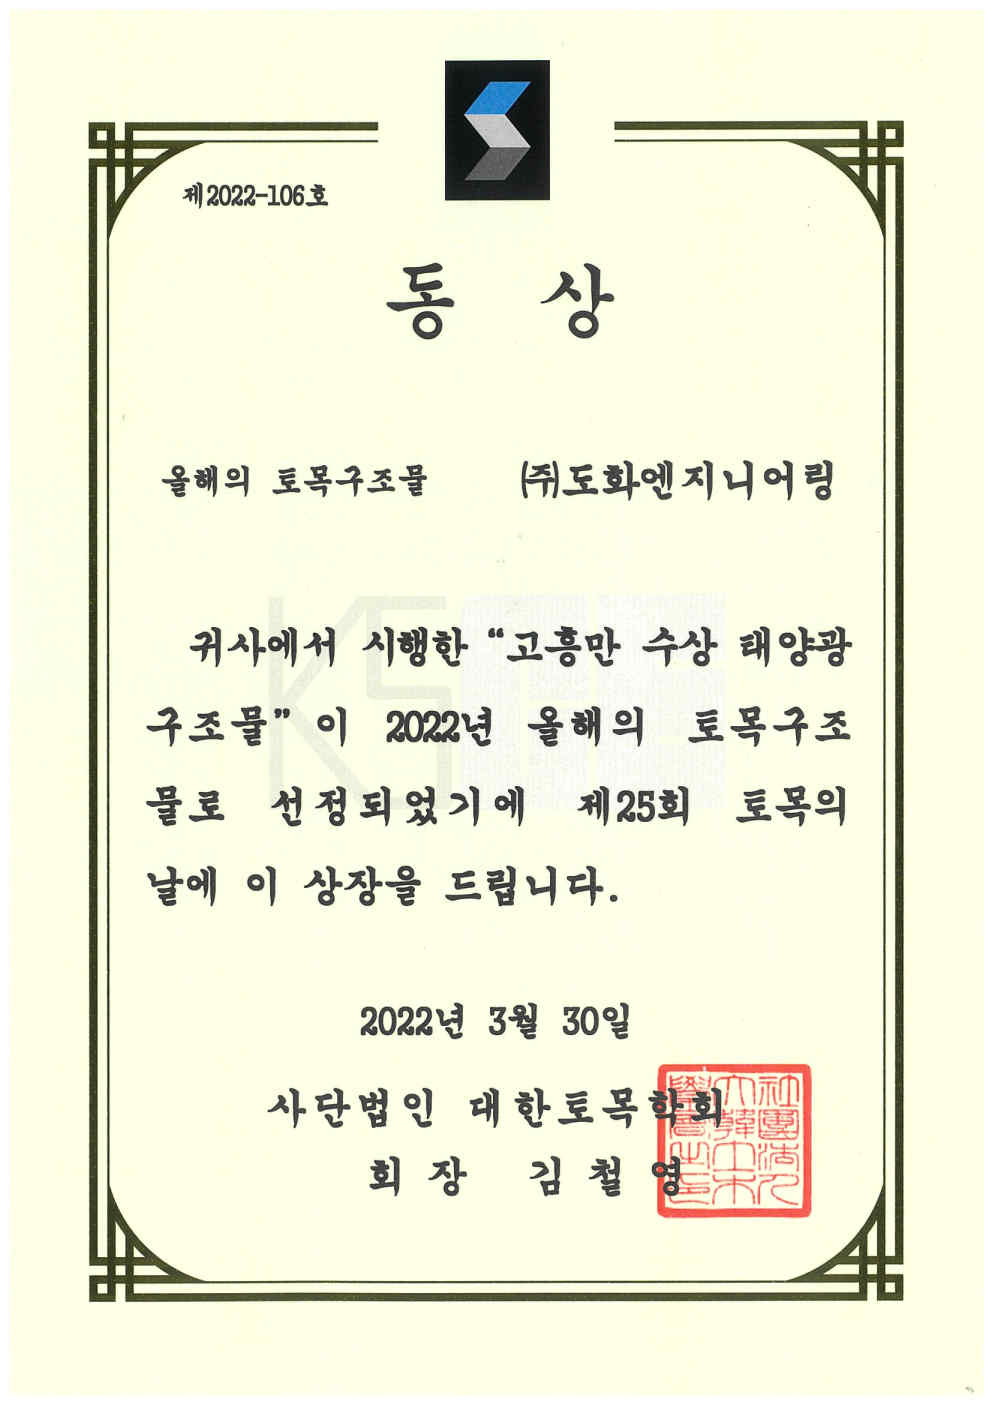 제2022-106호
동 상
올해의 토목구조물 ㈜도화엔지니어링
귀사에서 시행한 “고흥만 수상 태양광
구조물” 이 2022년 올해의 토목구조
물로 선정되었기에 제25회 토목의
날에 이 상장을 드립니다.
2022년 3월 30일
사단법인 대한토목학회
회 장 김 철 영
社團法人
大韓土木
學會之印